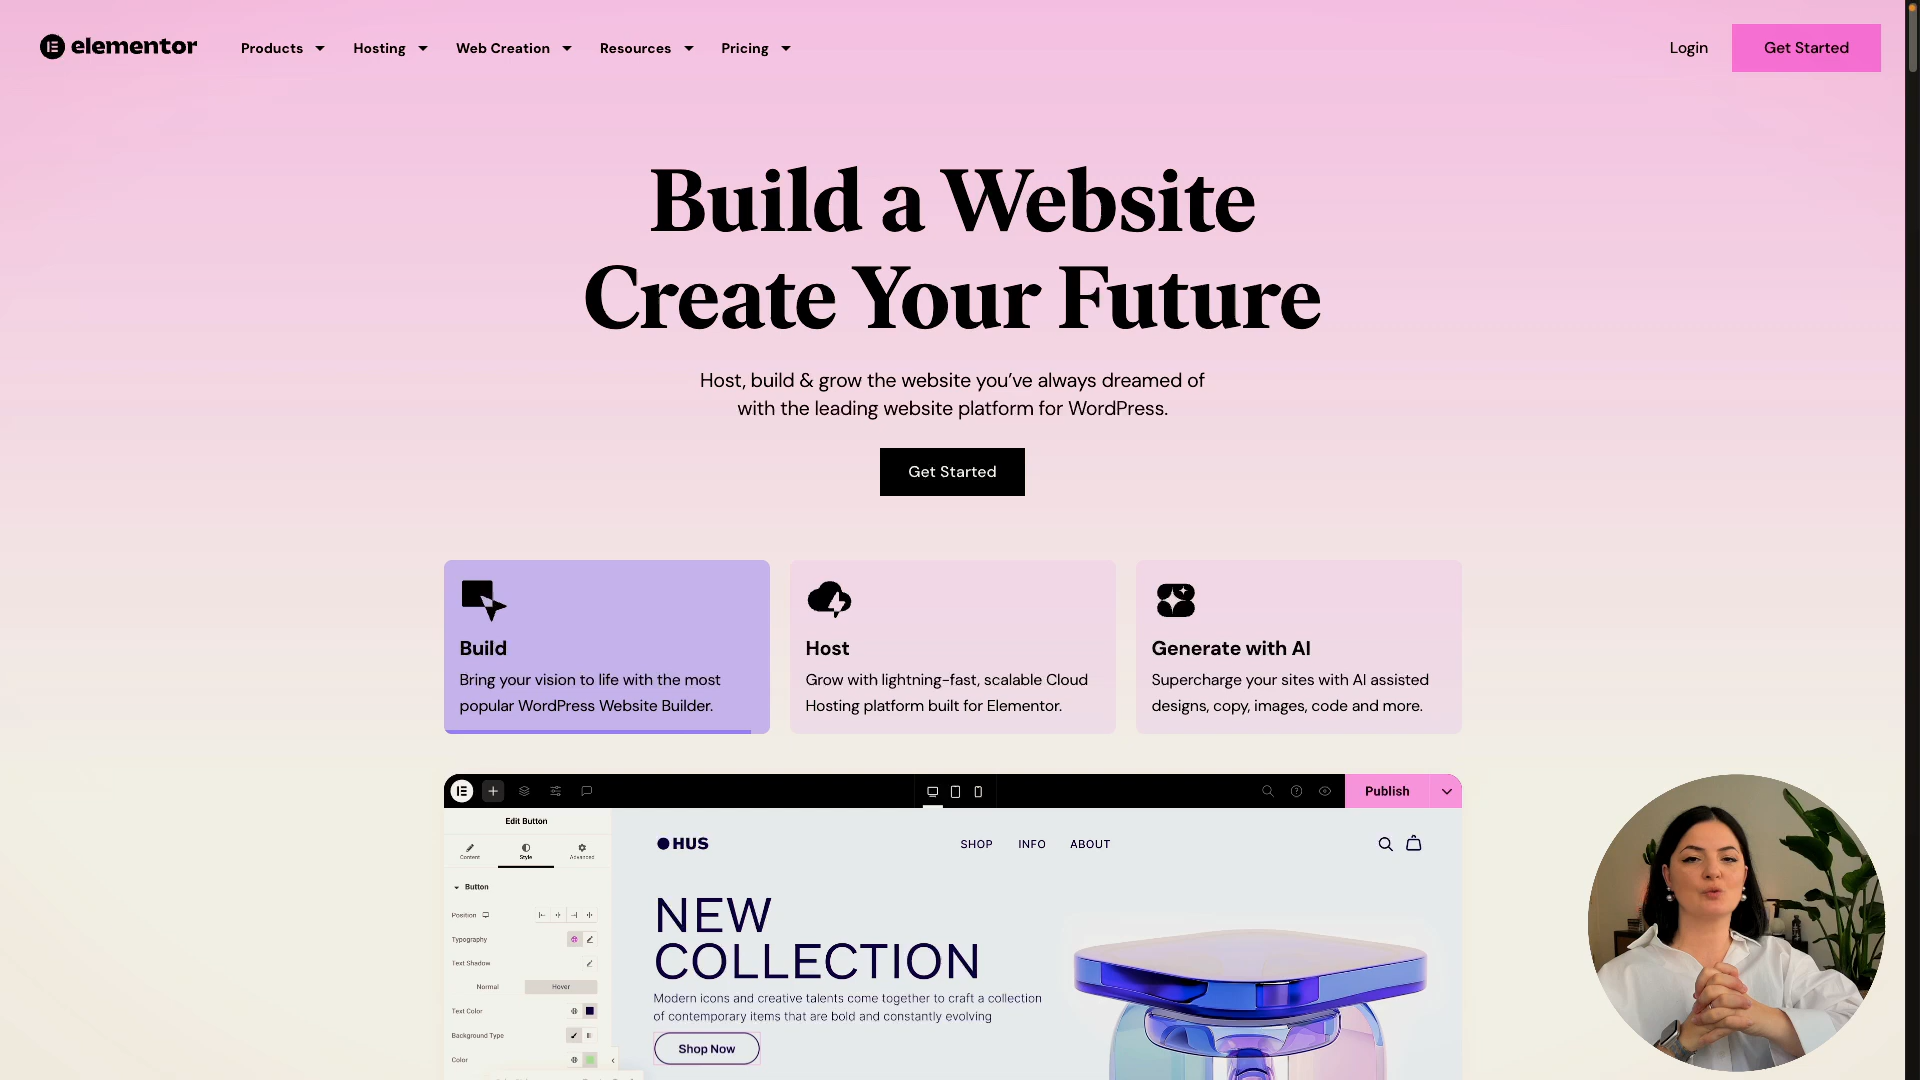 elementor
Products
Hosting
Web Creation
Resources
Pricing
Login
Get Started
Build a Website
Create Your Future
Host, build & grow the website you’ve always dreamed of
with the leading website platform for WordPress.
Get Started
Build
Bring your vision to life with the most
popular WordPress Website Builder.
Host
Grow with lightning-fast, scalable Cloud
Hosting platform built for Elementor.
Generate with AI
Supercharge your sites with AI assisted
designs, copy, images, code and more.
Publish
Edit Button
Content
Style
Advanced
Button
Position
Typography
Text Shadow
Normal
Hover
Text Color
Background Type
Color
HUS
SHOP
INFO
ABOUT
NEW
COLLECTION
Modern icons and creative talents come together to craft a collection
of contemporary items that are bold and constantly evolving
Shop Now